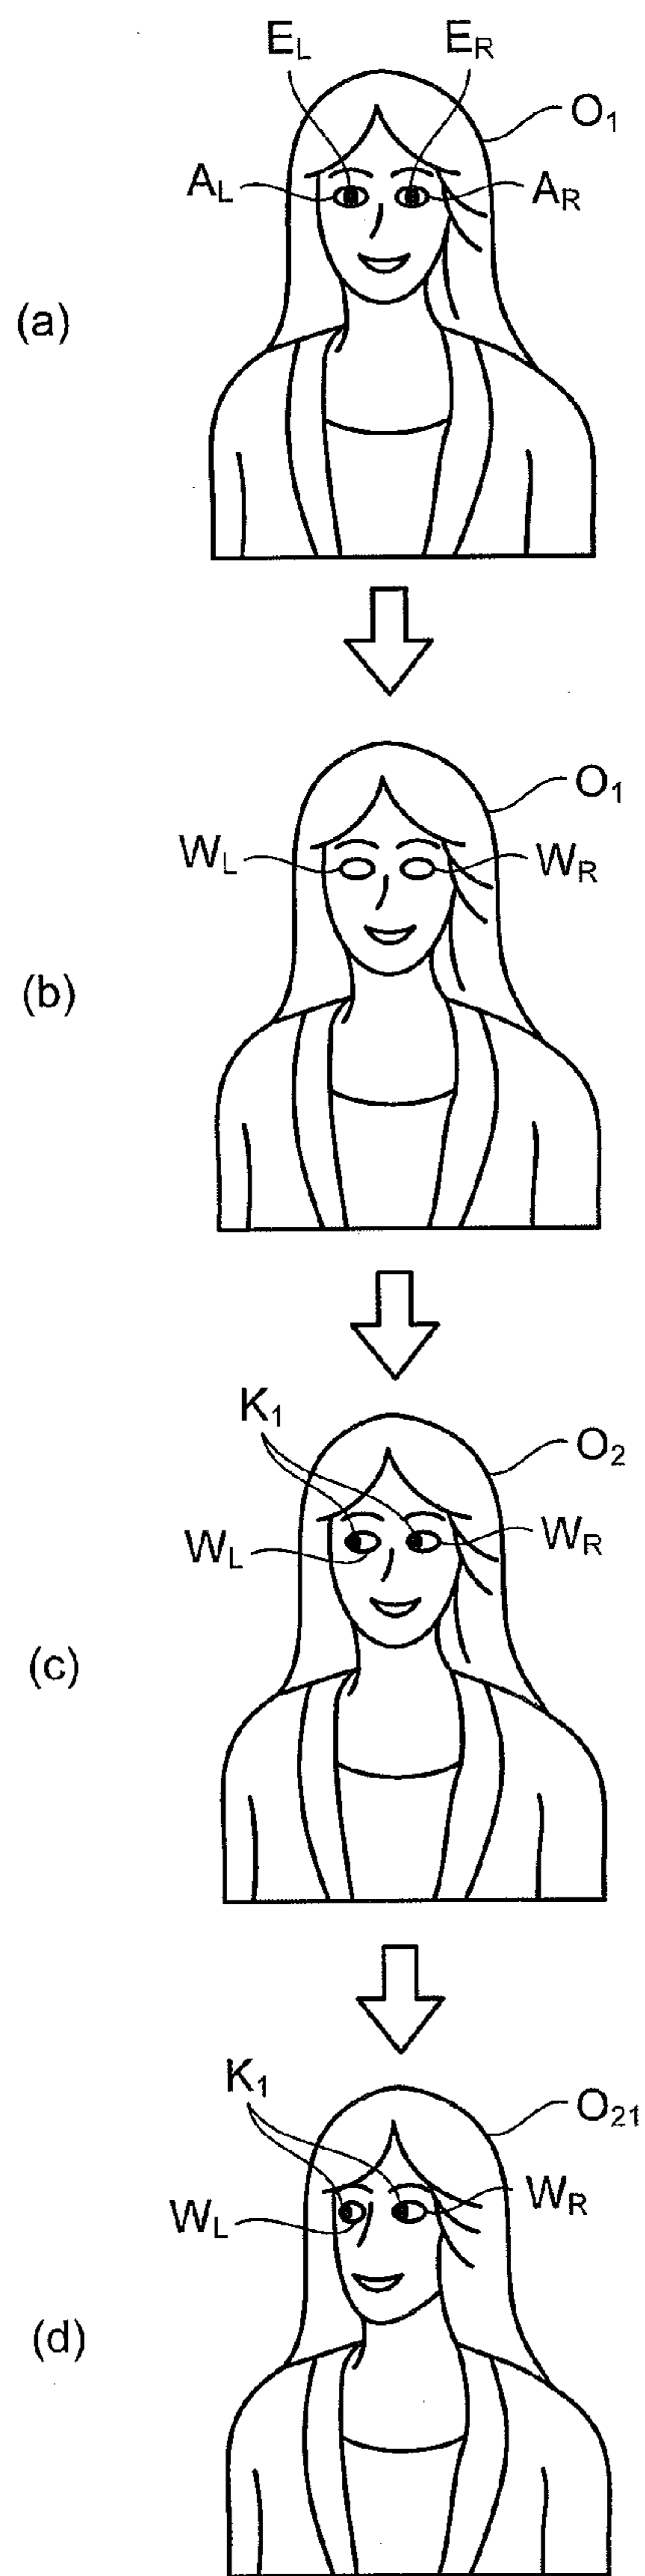 E_L E_R
O_1
A_L A_R
(a)
O_1
W_L W_R
(b)
K_1
O_2
W_L W_R
(c)
K_1
O_21
W_L W_R
(d)